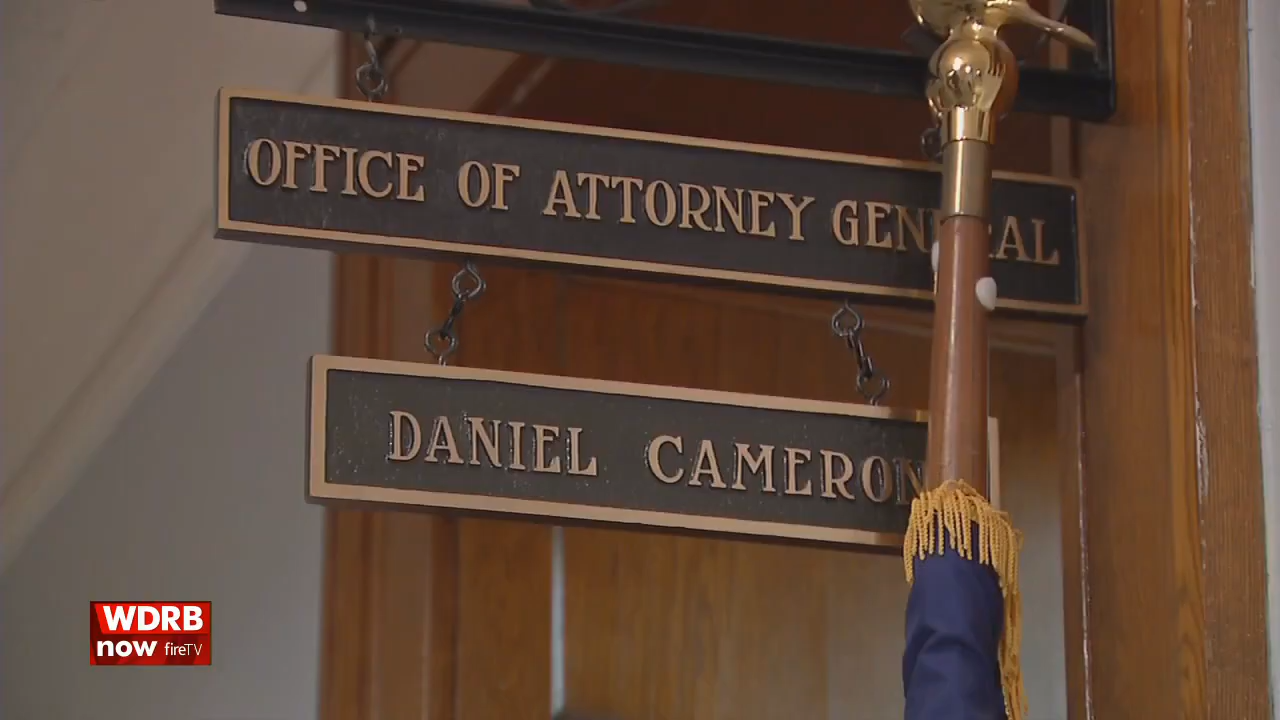 OFFICE OF ATTORNEY GENERAL
DANIEL CAMERON
WDRB
now fireTV